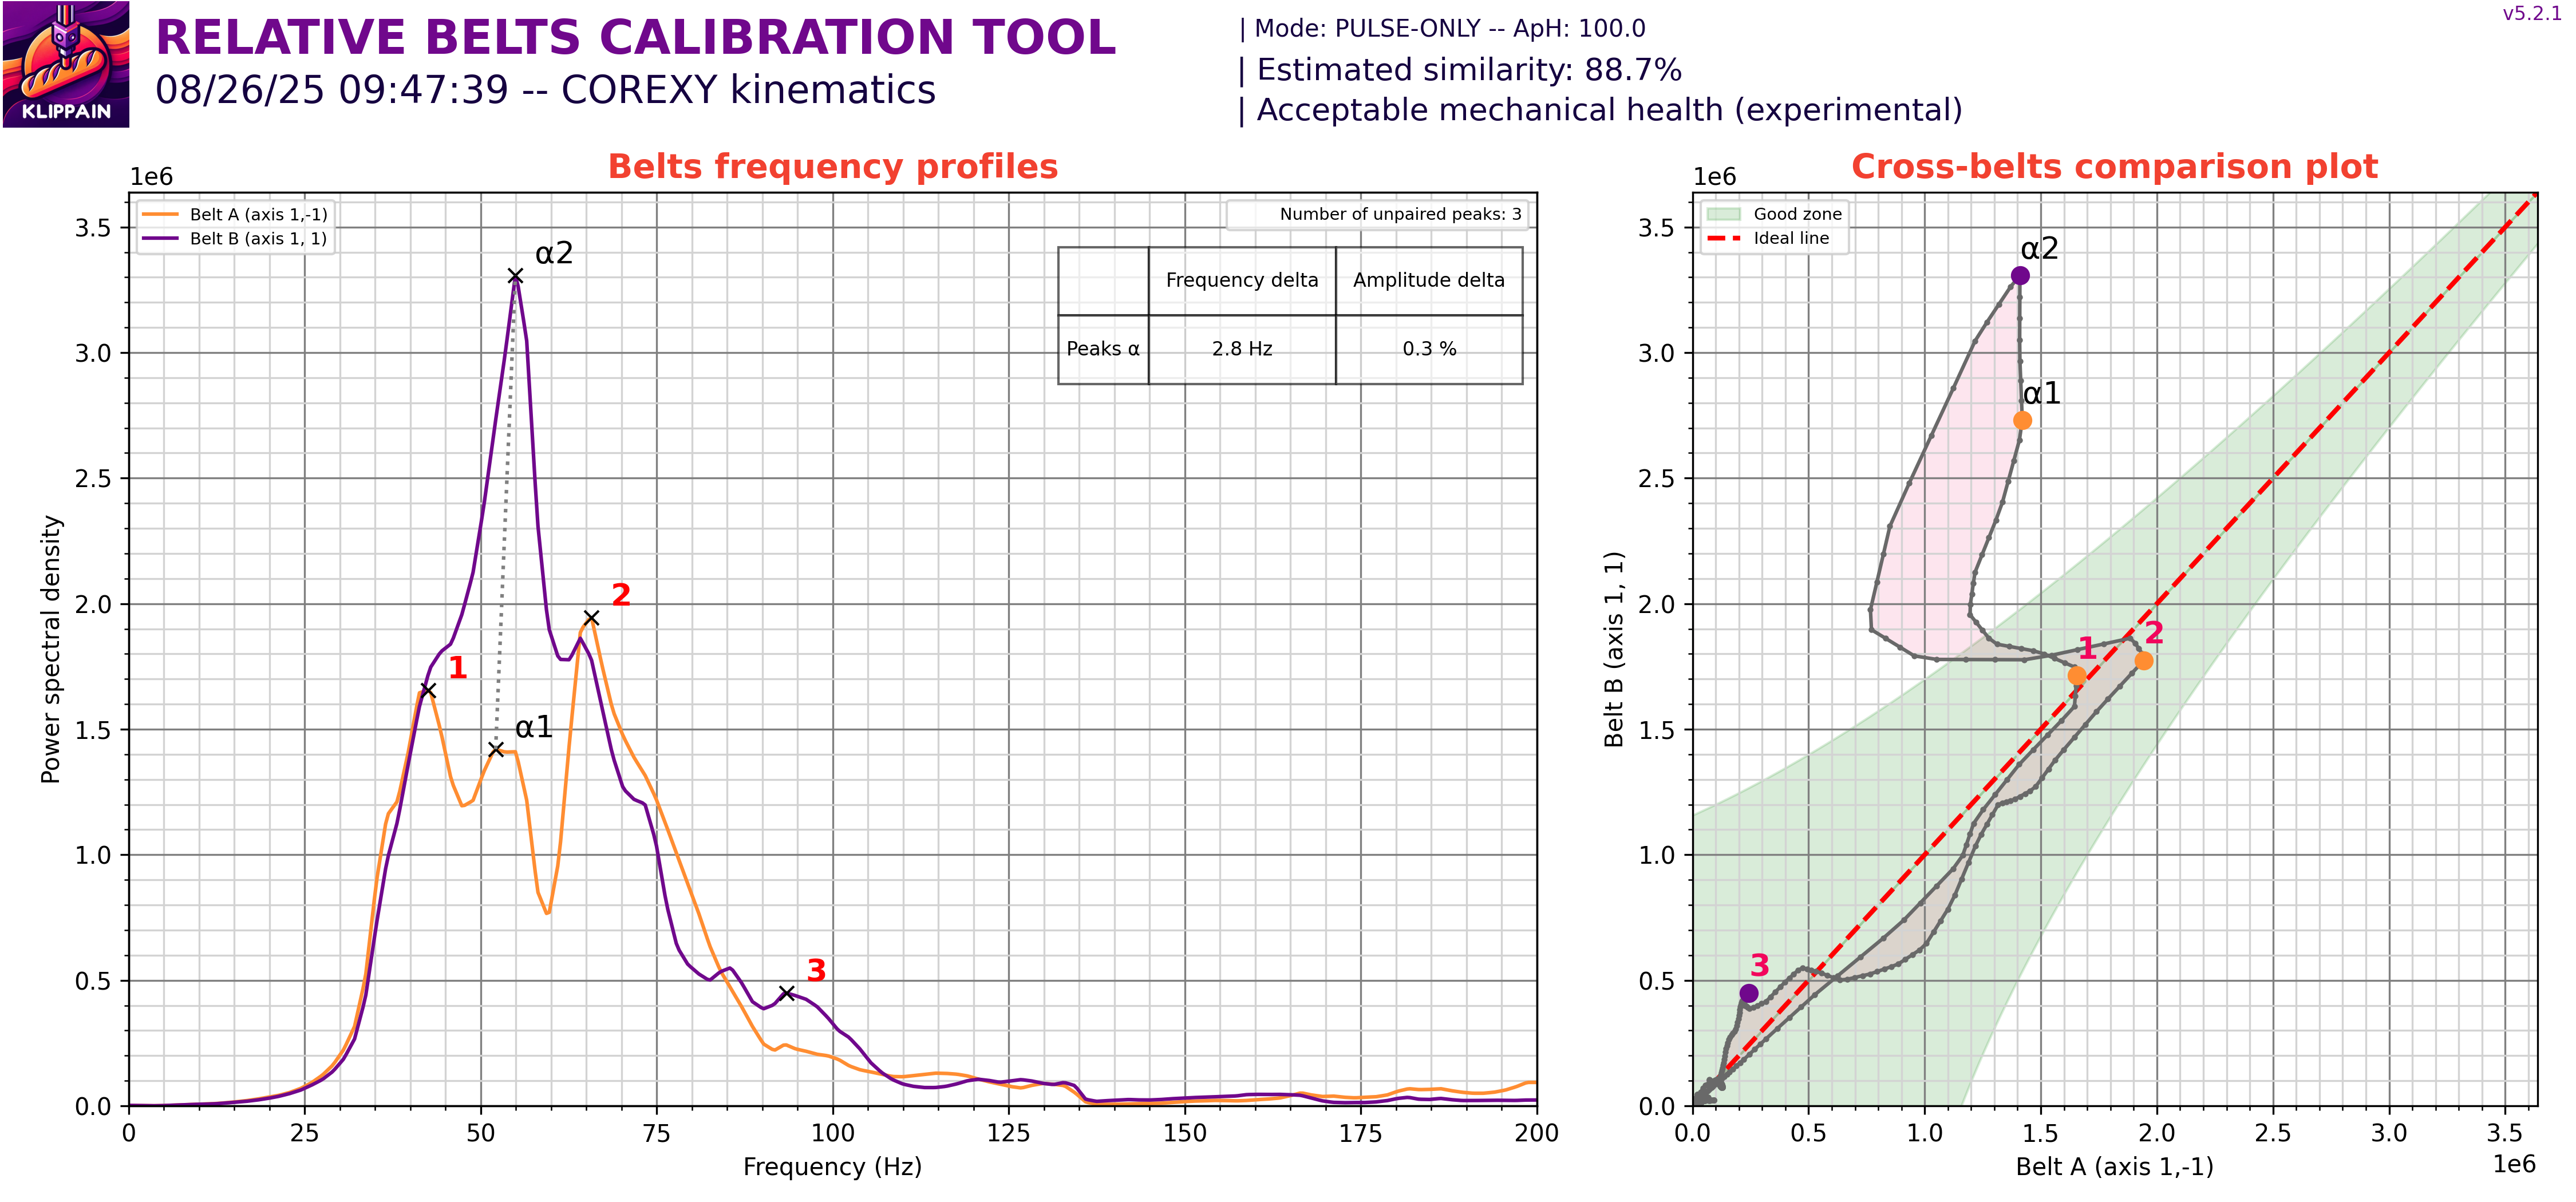 KLIPPAIN
RELATIVE BELTS CALIBRATION TOOL
08/26/25 09:47:39 -- COREXY kinematics
| Mode: PULSE-ONLY -- ApH: 100.0
| Estimated similarity: 88.7%
| Acceptable mechanical health (experimental)
v5.2.1
Belts frequency profiles
1e6
Belt A (axis 1,-1)
Belt B (axis 1, 1)
Number of unpaired peaks: 3
Frequency delta Amplitude delta
Peaks α 2.8 Hz 0.3 %
α2
2
1
α1
3
3.5
3.0
2.5
2.0
1.5
1.0
0.5
0.0
Power spectral density
0 25 50 75 100 125 150 175 200
Frequency (Hz)
Cross-belts comparison plot
1e6
Good zone
Ideal line
α2
α1
2
1
3
3.5
3.0
2.5
2.0
1.5
1.0
0.5
0.0
Belt B (axis 1, 1)
0.0 0.5 1.0 1.5 2.0 2.5 3.0 3.5
1e6
Belt A (axis 1,-1)